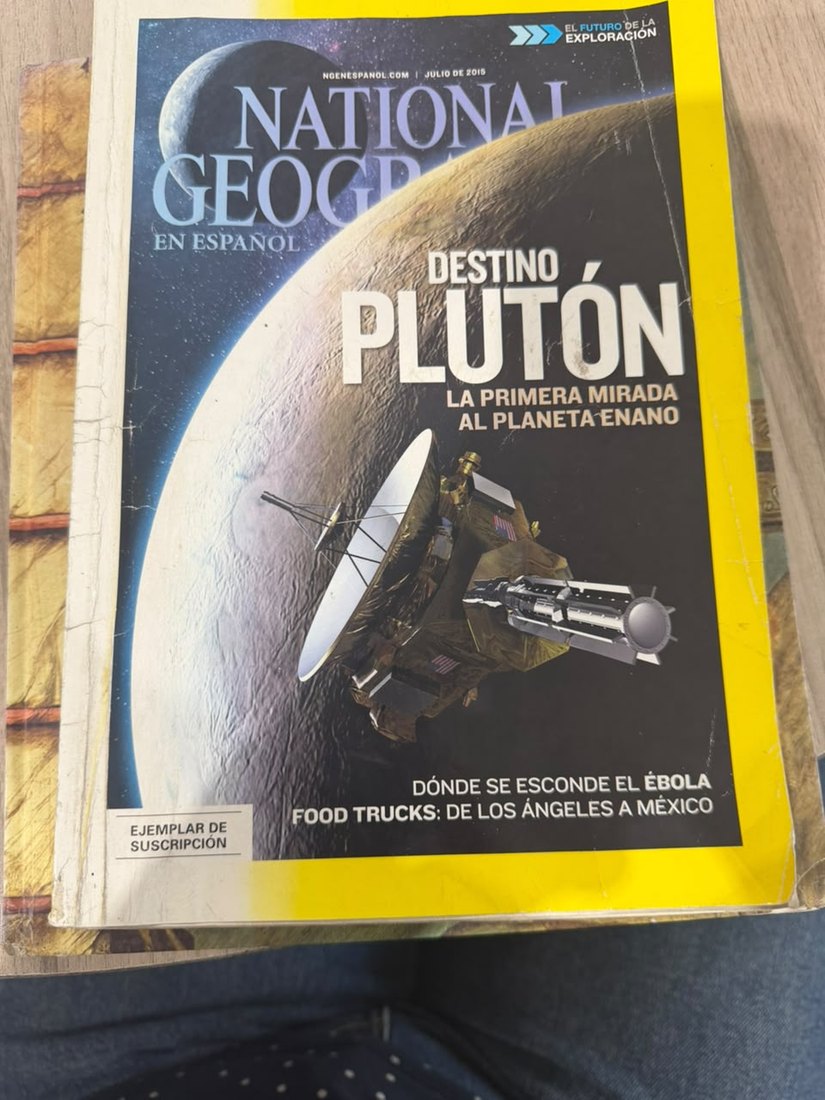 EL FUTURO DE LA
EXPLORACIÓN
NGENESPANOL.COM | JULIO DE 2015
NATIONAL
GEOGRA
EN ESPAÑOL
DESTINO
PLUTÓN
LA PRIMERA MIRADA
AL PLANETA ENANO
DÓNDE SE ESCONDE EL ÉBOLA
FOOD TRUCKS: DE LOS ÁNGELES A MÉXICO
EJEMPLAR DE
SUSCRIPCIÓN